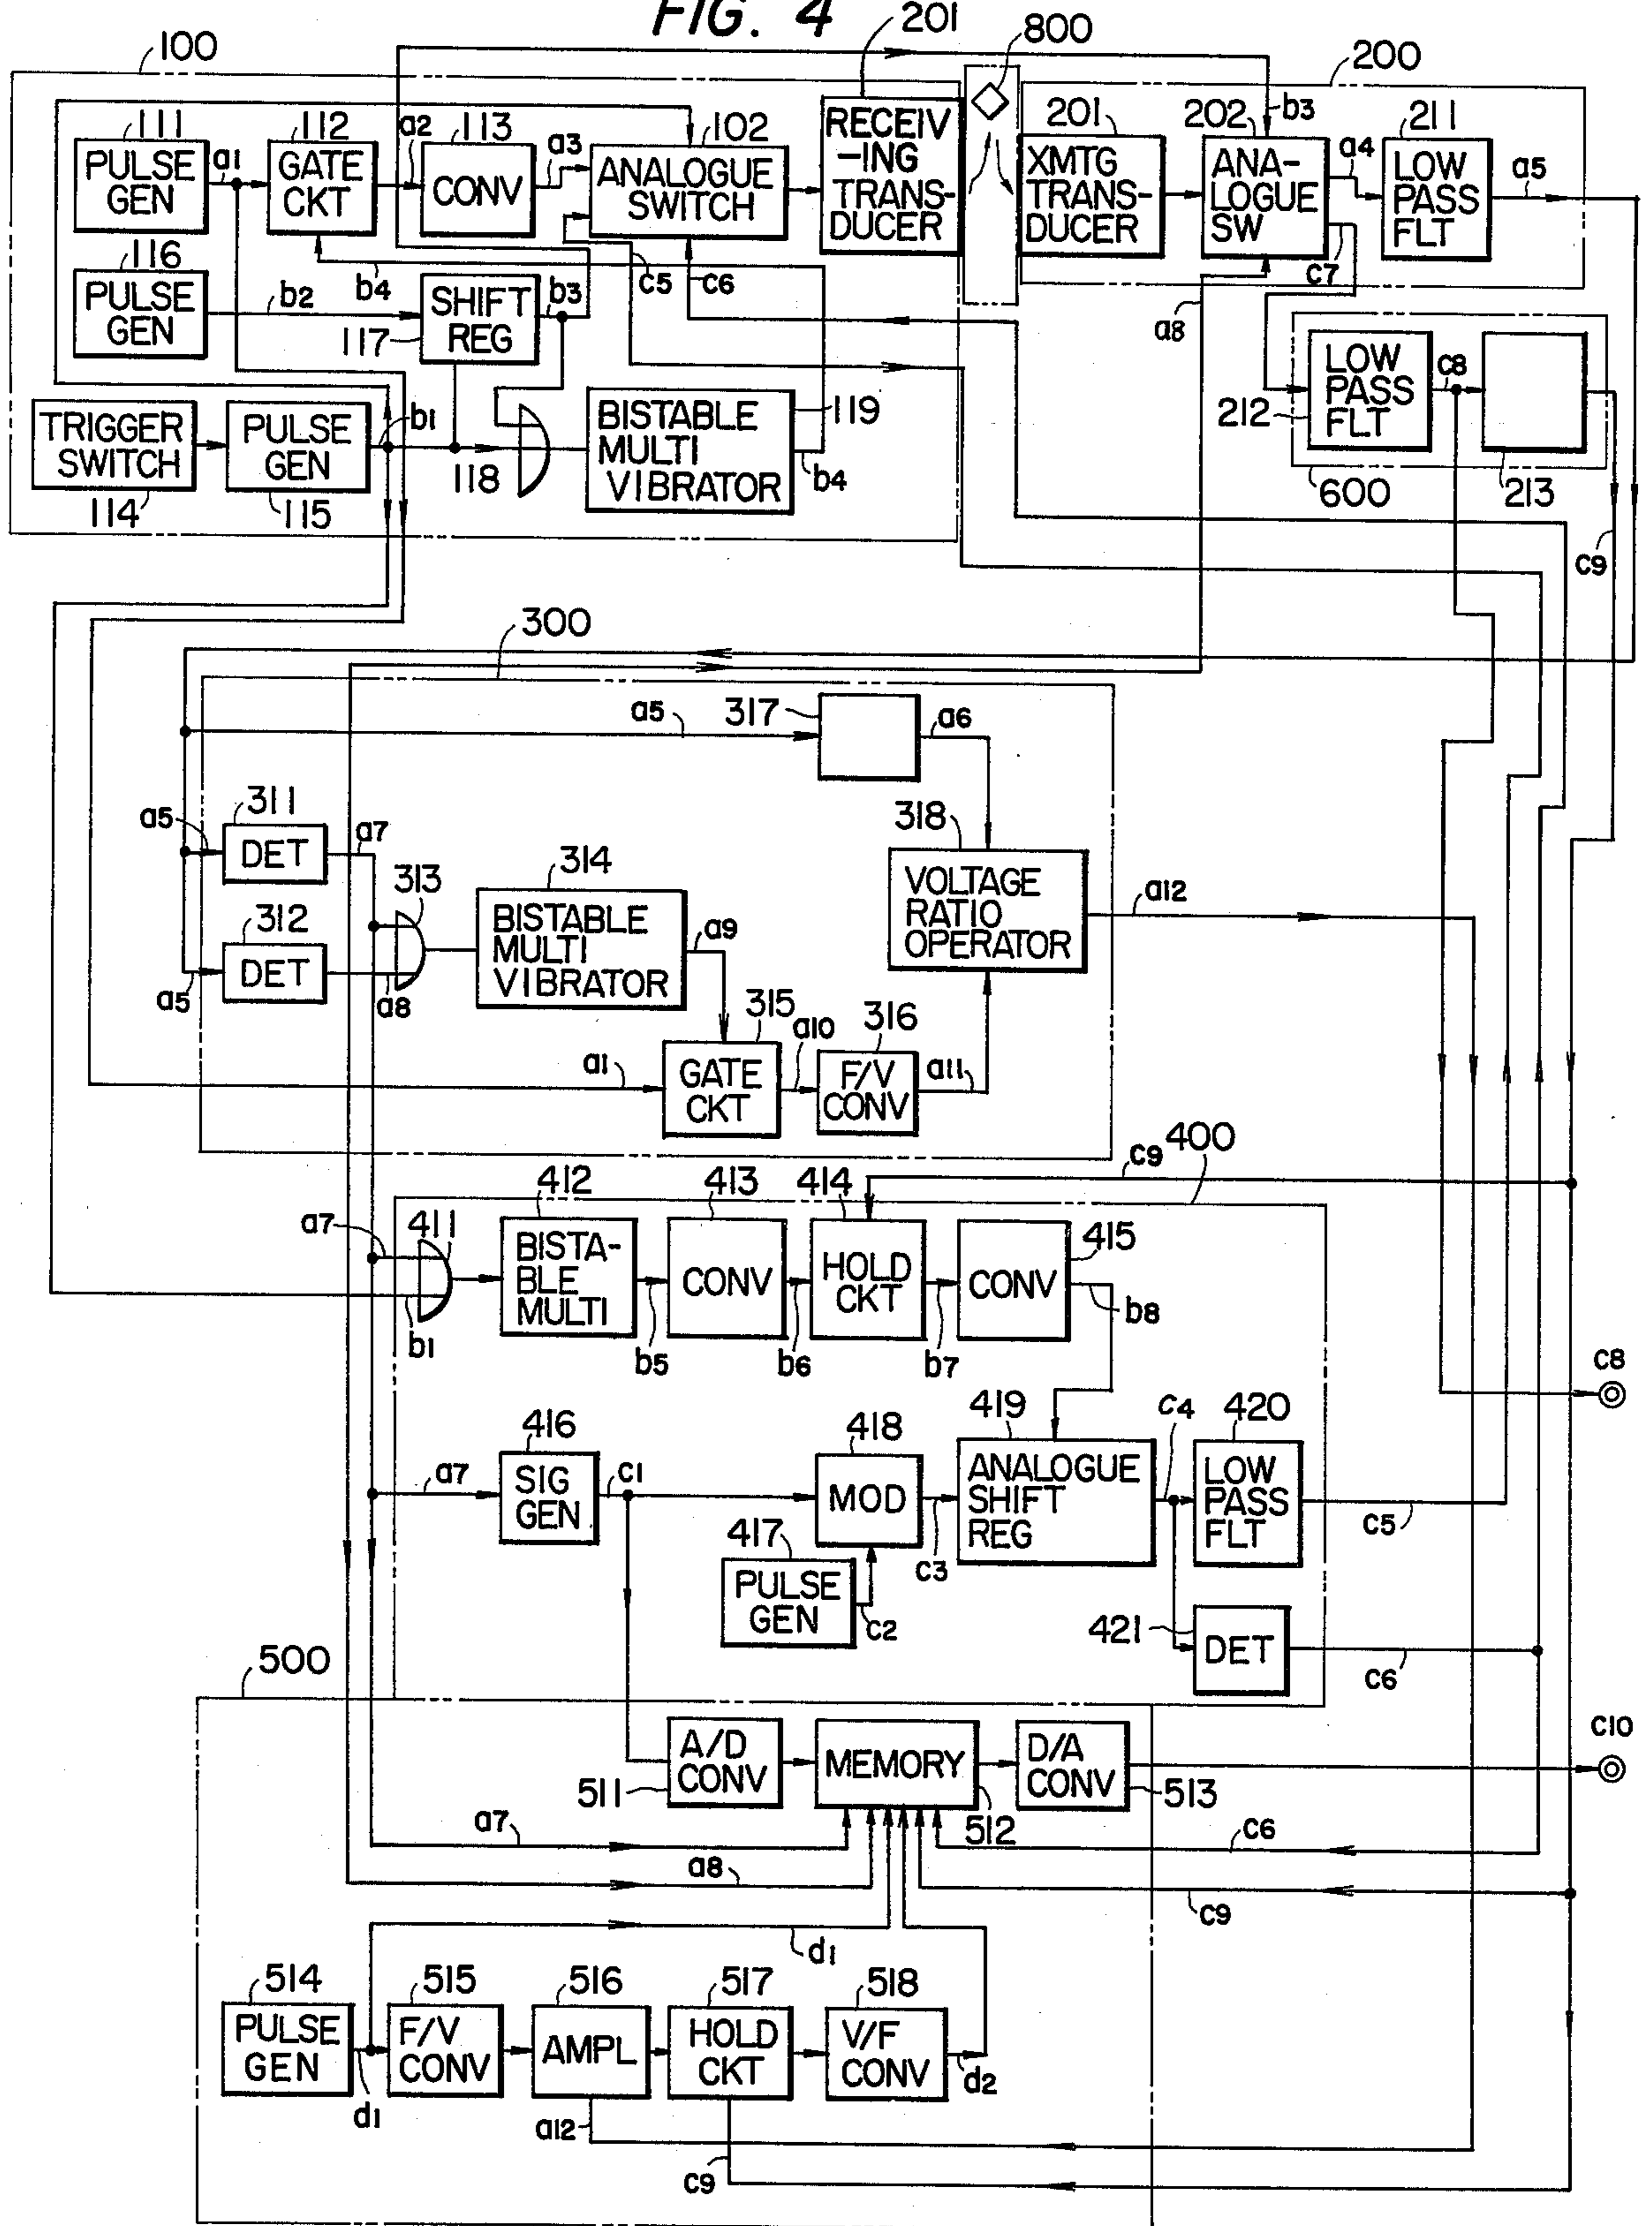 FIG. 4
100
201
800
200
111
112
a2
113
102
201
202
b3
211
PULSE
GEN
a1
GATE
CKT
CONV
a3
ANALOGUE
SWITCH
RECEIV
-ING
TRANS-
DUCER
XMTG
TRANS-
DUCER
ANA-
LOGUE
SW
a4
LOW
PASS
FLT
a5
116
PULSE
GEN
b2
b4
SHIFT
REG
117
b3
c5
c6
a8
c7
LOW
PASS
FLT
212
c8
600
213
c9
TRIGGER
SWITCH
114
PULSE
GEN
115
b1
118
BISTABLE
MULTI
VIBRATOR
119
b4
300
a5
317
a6
a5
311
DET
a7
313
314
BISTABLE
MULTI
VIBRATOR
a9
318
VOLTAGE
RATIO
OPERATOR
a12
312
DET
a5
a8
a1
315
GATE
CKT
a10
316
F/V
CONV
a11
400
c9
a7
411
b1
412
BISTA-
BLE
MULTI
b5
413
CONV
b6
414
HOLD
CKT
b7
415
CONV
b8
c8
416
a7
SIG
GEN
c1
418
MOD
417
PULSE
GEN
c2
c3
419
ANALOGUE
SHIFT
REG
c4
420
LOW
PASS
FLT
c5
421
DET
c6
500
A/D
CONV
511
MEMORY
512
D/A
CONV
513
c10
a7
a8
c6
c9
d1
514
PULSE
GEN
d1
515
F/V
CONV
516
AMPL
a12
517
HOLD
CKT
c9
518
V/F
CONV
d2